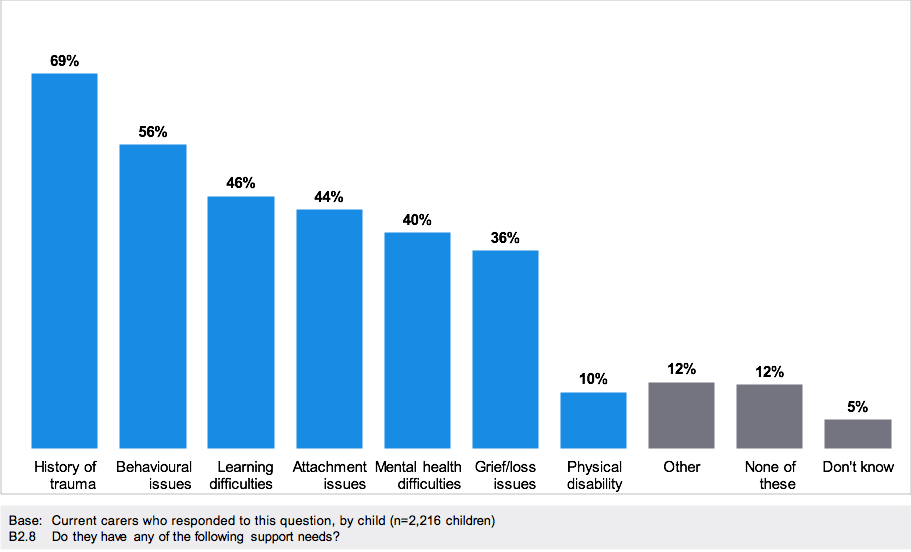 69%
56%
46%
44%
40%
36%
10%
12%
12%
5%
History of
trauma
Behavioural
issues
Learning
difficulties
Attachment
issues
Mental health
difficulties
Grief/loss
issues
Physical
disability
Other
None of
these
Don't know
Base: Current carers who responded to this question, by child (n=2,216 children)
B2.8 Do they have any of the following support needs?